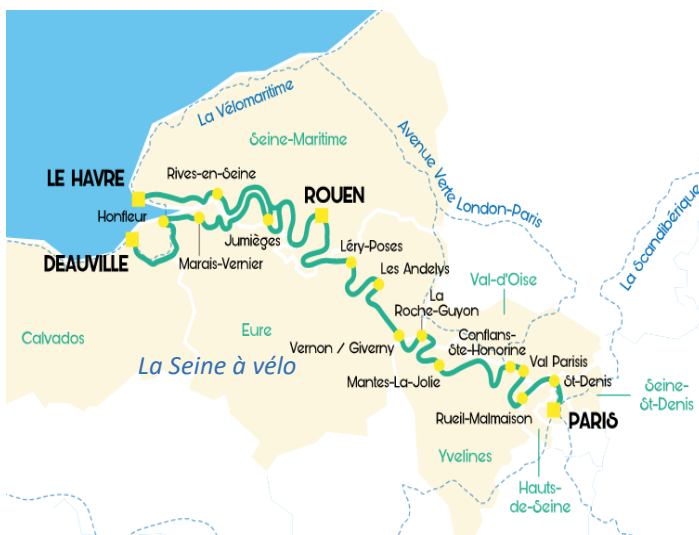 La Vélomaritime
Seine-Maritime
Avenue Verte London-Paris
La Scandibérique
Rives-en-Seine
LE HAVRE
ROUEN
Honfleur
Jumièges
DEAUVILLE
Marais-Vernier
Léry-Poses
Les Andelys
Val-d'Oise
La
Roche-Guyon
Calvados
Eure
Conflans-
Ste-Honorine
Vernon / Giverny
La Seine à vélo
Val Parisis
Mantes-La-Jolie
St-Denis
Seine-
St-Denis
Rueil-Malmaison
PARIS
Yvelines
Hauts-
de-Seine